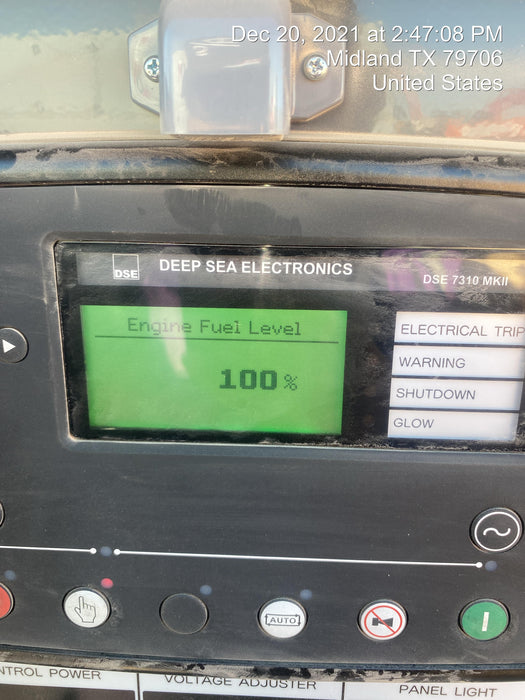 Dec 20, 2021 at 2:47:08 PM
Midland TX 79706
United States
DSE
DEEP SEA ELECTRONICS
DSE 7310 MKII
Engine Fuel Level
100 %
ELECTRICAL TRIP
WARNING
SHUTDOWN
GLOW
AUTO
NTROL POWER
VOLTAGE ADJUSTER
PANEL LIGHT